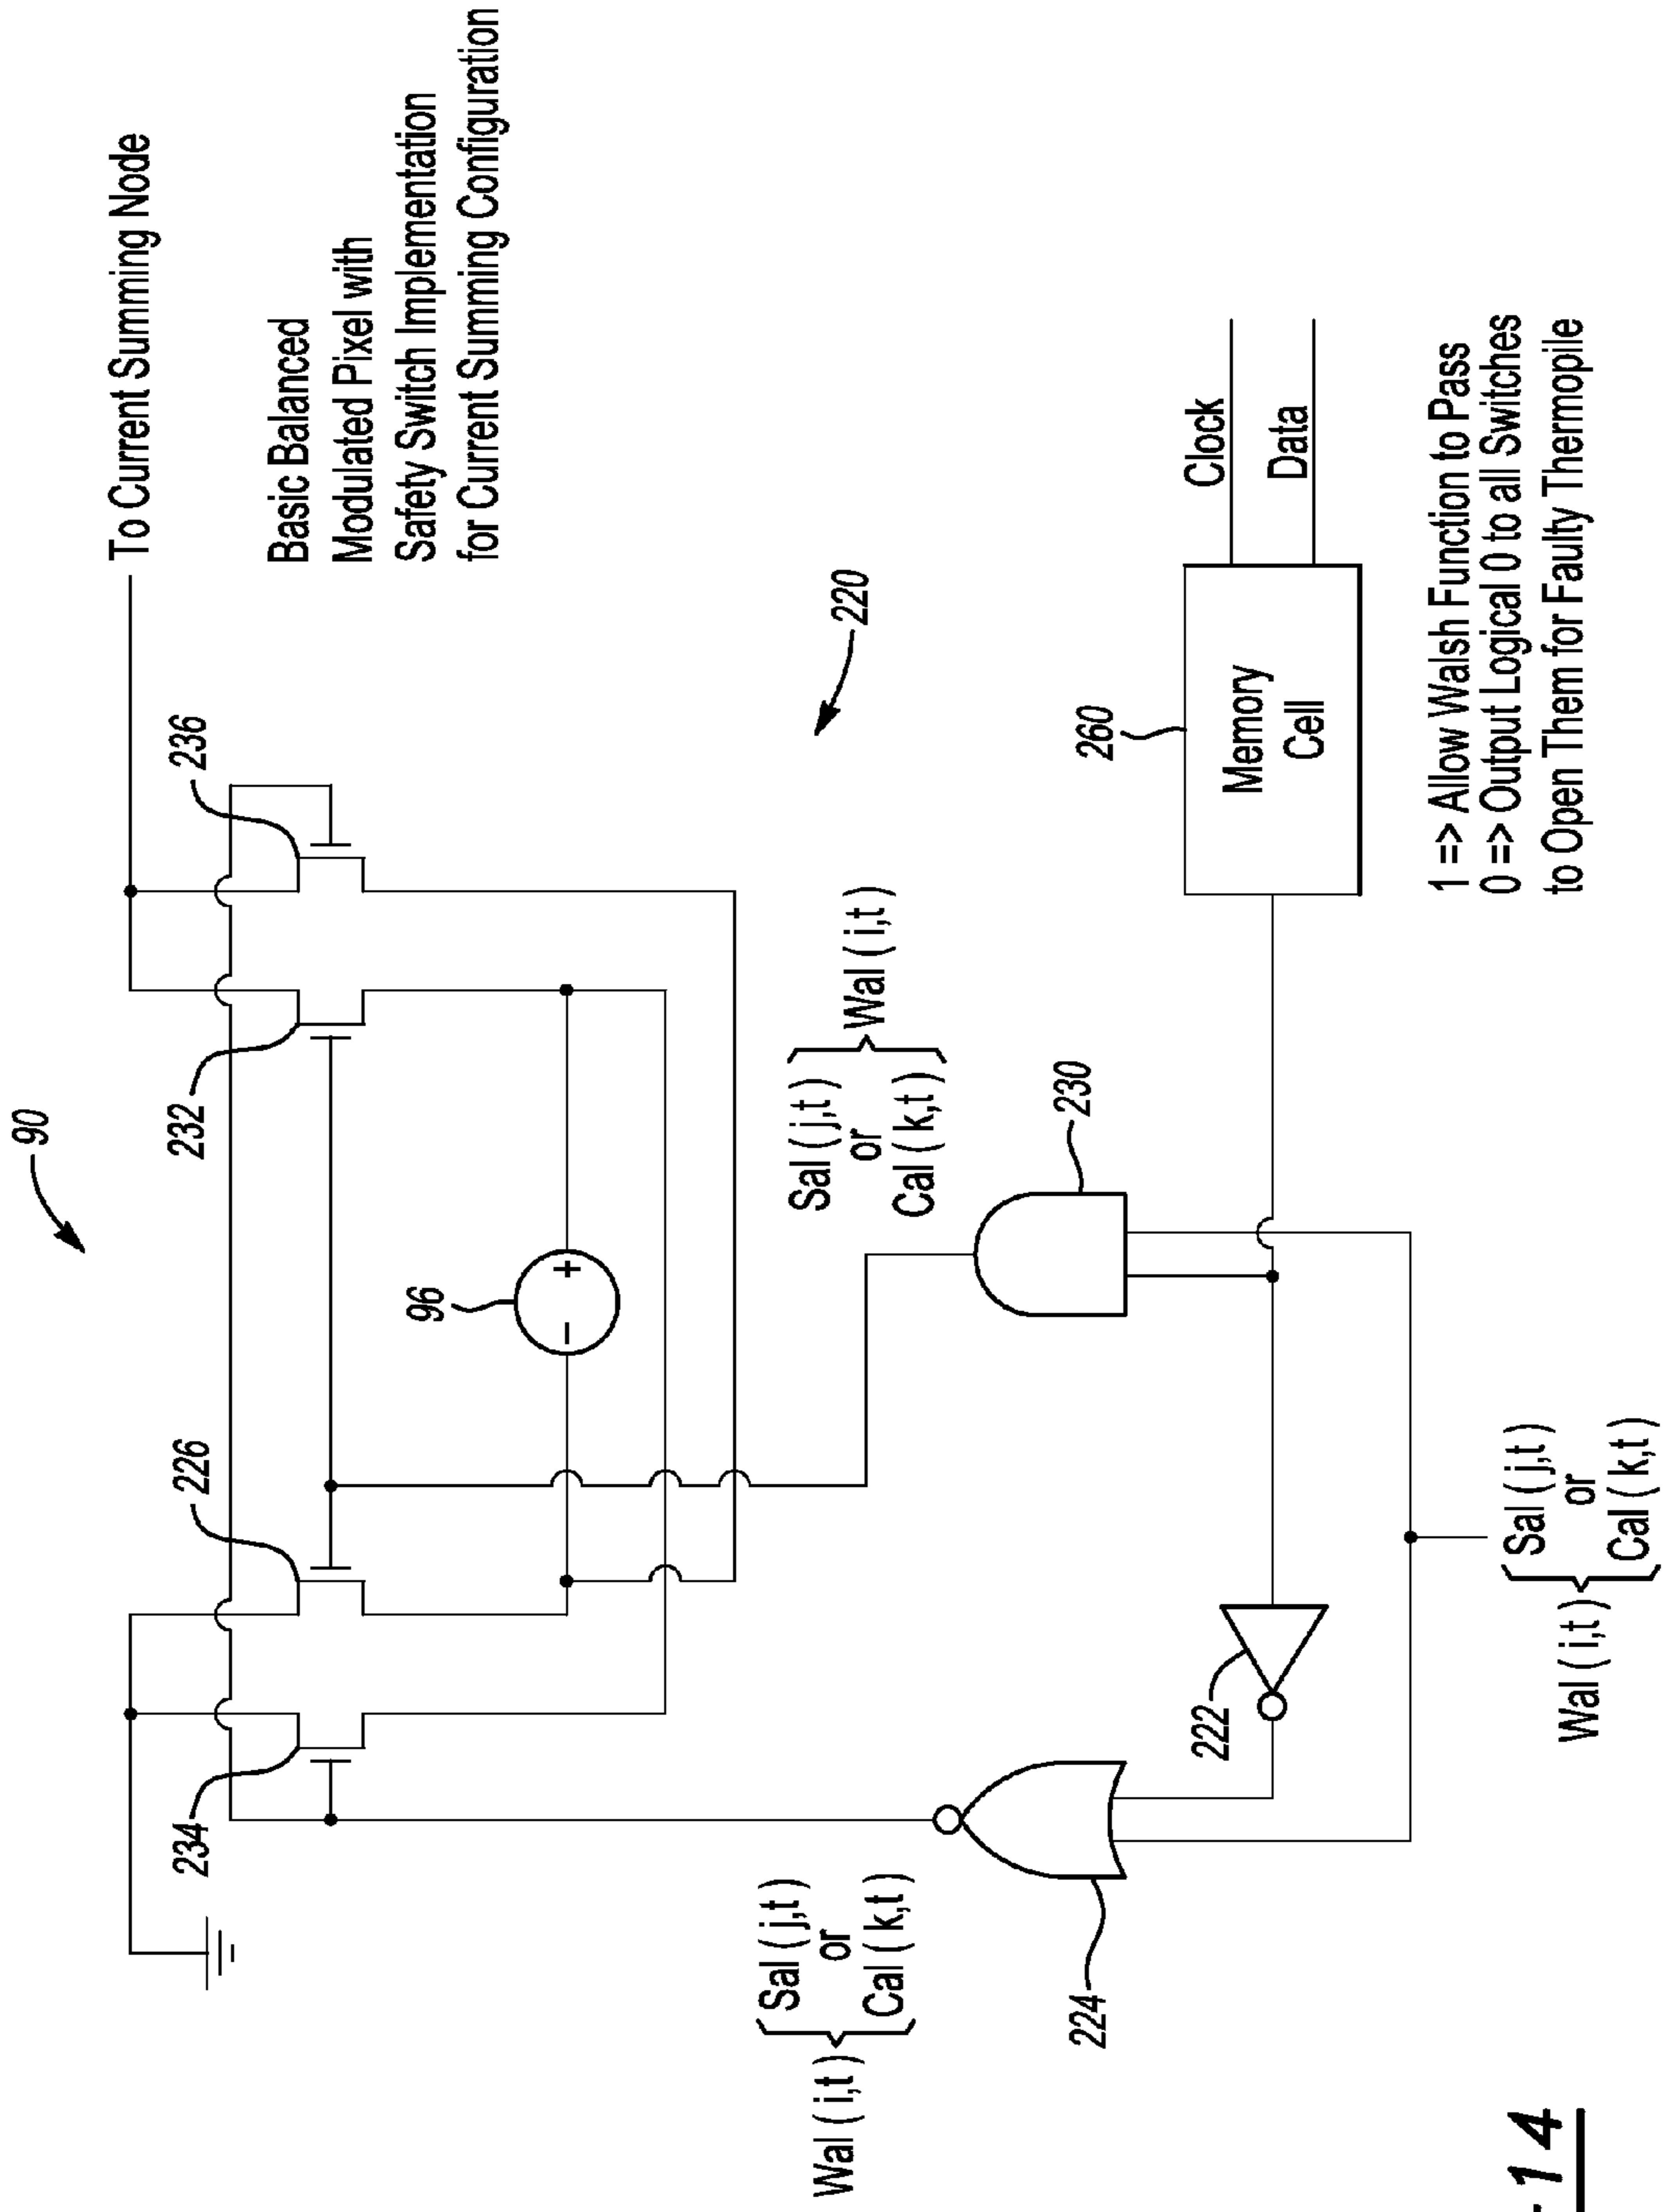 90
To Current Summing Node
Basic Balanced
Modulated Pixel with
Safety Switch Implementation
for Current Summing Configuration
234
226
232
236
96
- +
220
Wal ( i,t )
Sal ( j,t )
or
Cal ( k,t )
Sal ( j,t )
or
Cal ( k,t )
Wal ( i,t )
224
222
230
260
Memory
Cell
Clock
Data
Wal ( i,t )
Sal ( j,t )
or
Cal ( k,t )
1 => Allow Walsh Function to Pass
0 => Output Logical 0 to all Switches
to Open Them for Faulty Thermopile
14